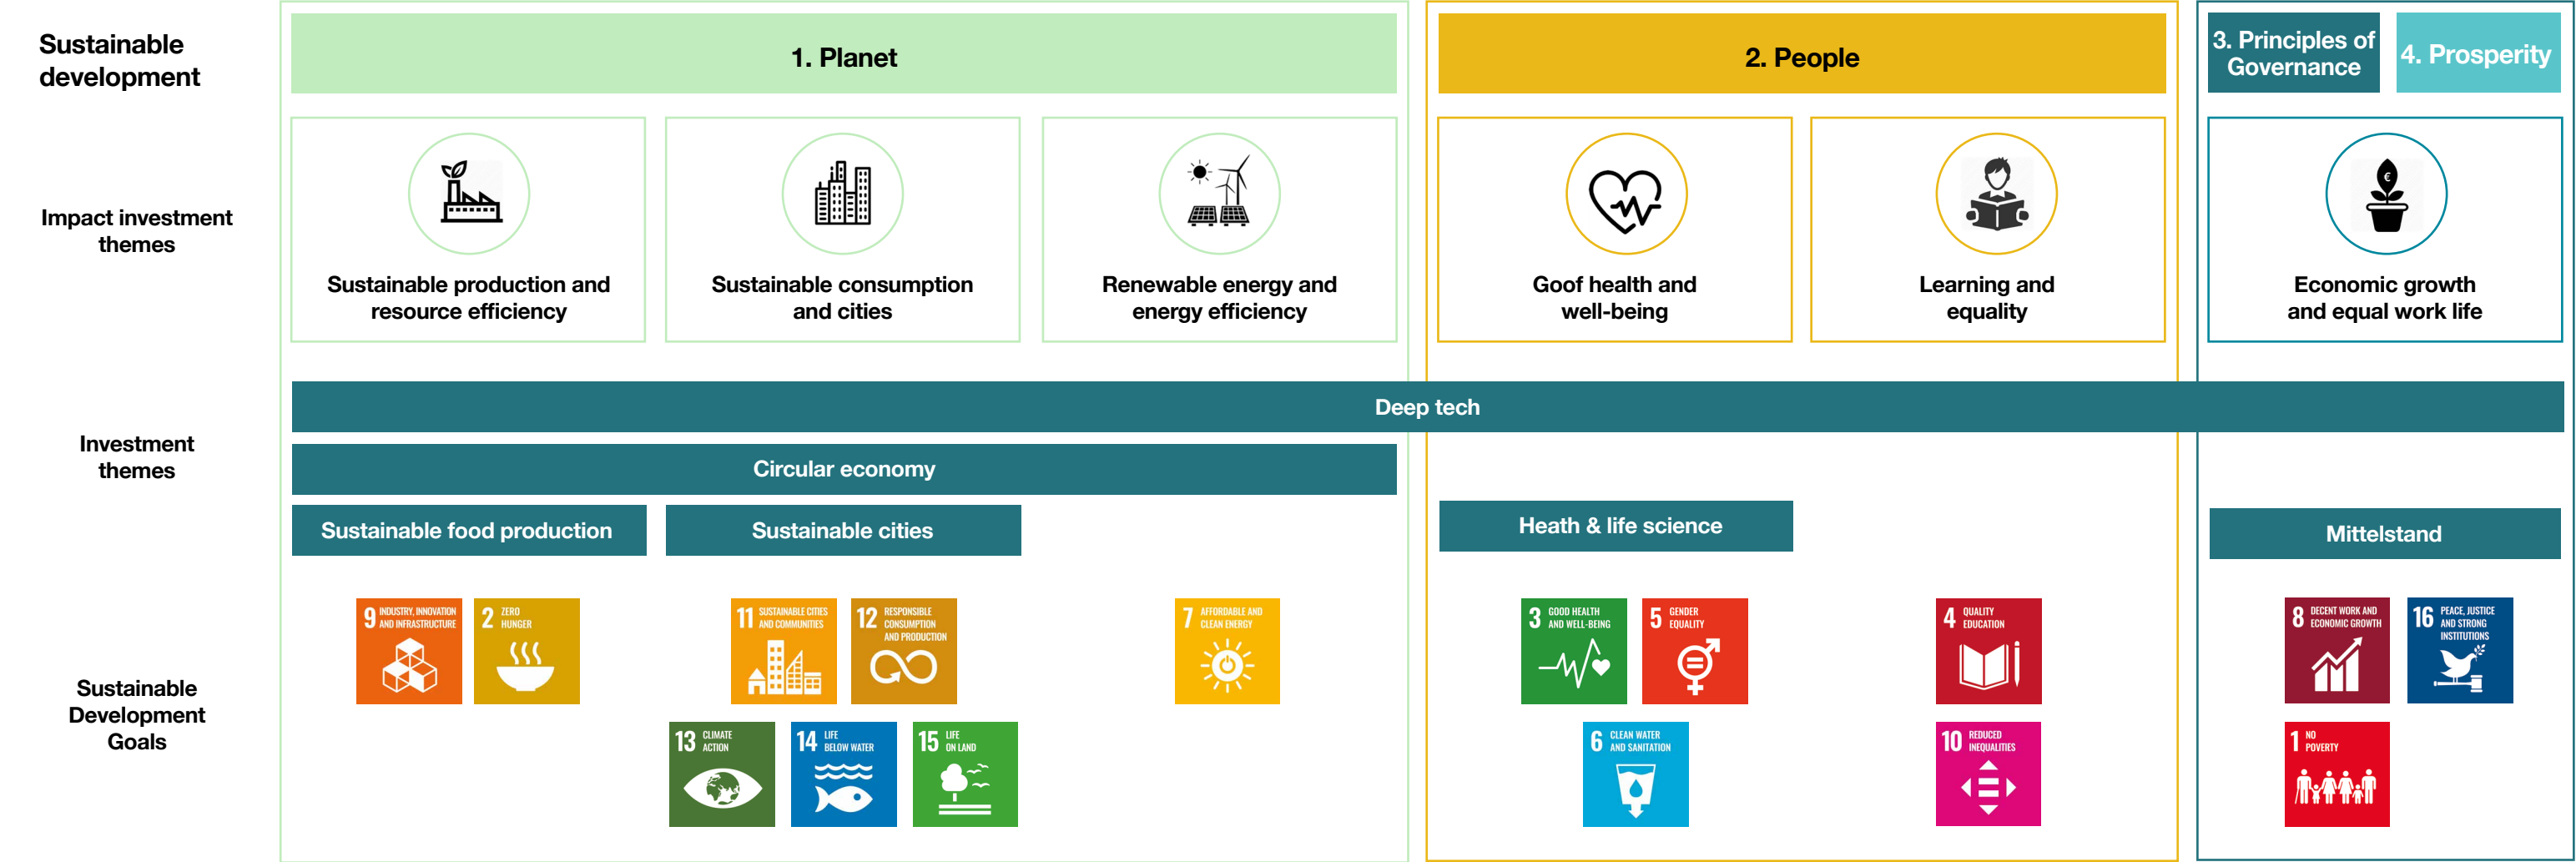 Sustainable
development
1. Planet
2. People
3. Principles of
Governance
4. Prosperity
Impact investment
themes
Sustainable production and
resource efficiency
Sustainable consumption
and cities
Renewable energy and
energy efficiency
Goof health and
well-being
Learning and
equality
€
Economic growth
and equal work life
Investment
themes
Deep tech
Circular economy
Sustainable food production
Sustainable cities
Heath & life science
Mittelstand
Sustainable
Development
Goals
9 INDUSTRY, INNOVATION
AND INFRASTRUCTURE
2 ZERO
HUNGER
11 SUSTAINABLE CITIES
AND COMMUNITIES
12 RESPONSIBLE
CONSUMPTION
AND PRODUCTION
13 CLIMATE
ACTION
14 LIFE
BELOW WATER
15 LIFE
ON LAND
7 AFFORDABLE AND
CLEAN ENERGY
3 GOOD HEALTH
AND WELL-BEING
5 GENDER
EQUALITY
6 CLEAN WATER
AND SANITATION
4 QUALITY
EDUCATION
10 REDUCED
INEQUALITIES
8 DECENT WORK AND
ECONOMIC GROWTH
16 PEACE, JUSTICE
AND STRONG
INSTITUTIONS
1 NO
POVERTY